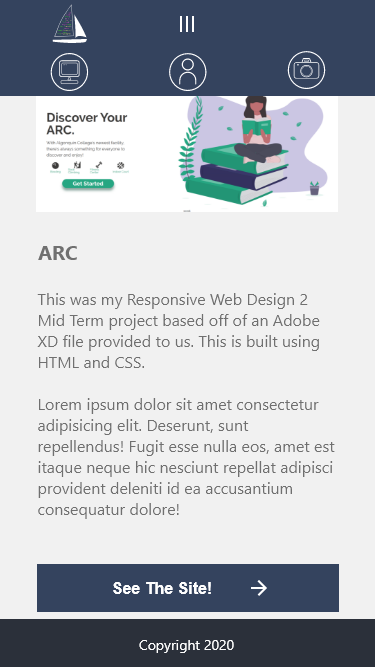 Discover Your
ARC.
With Algonquin College's newest facility,
there's always something for everyone to
discover and enjoy!
Get Started
ARC
This was my Responsive Web Design 2
Mid Term project based off of an Adobe
XD file provided to us. This is built using
HTML and CSS.
Lorem ipsum dolor sit amet consectetur
adipisicing elit. Deserunt, sunt
repellendus! Fugit esse nulla eos, amet est
itaque neque hic nesciunt repellat adipisci
provident deleniti id ea accusantium
consequatur dolore!
See The Site!
Copyright 2020